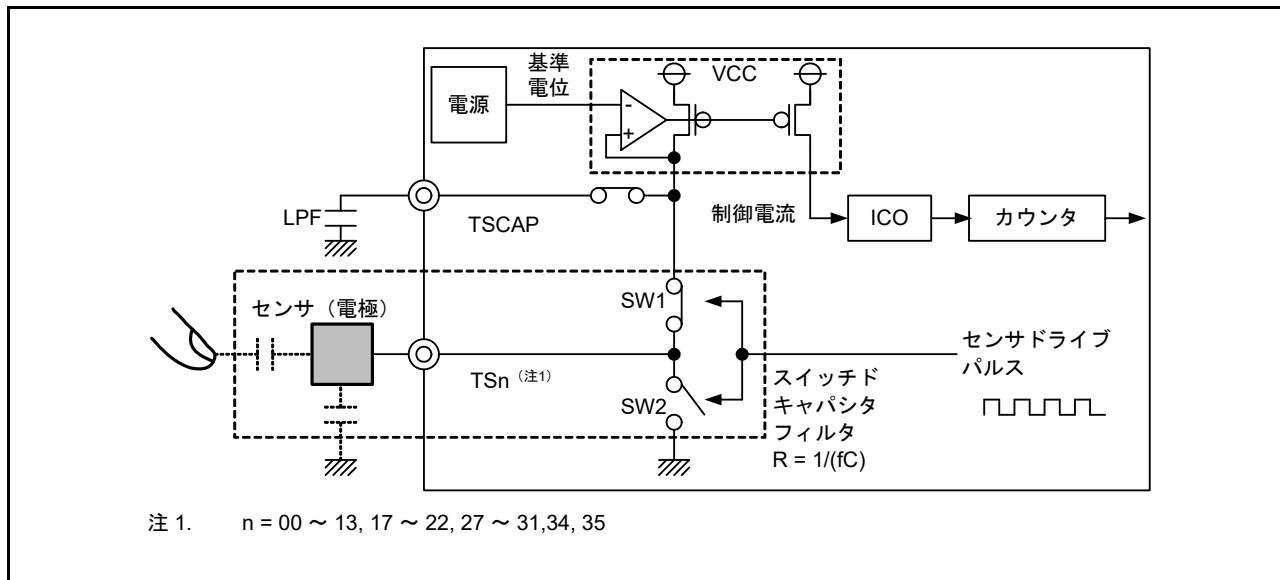 電源
基準
電位
VCC
-
+
LPF
TSCAP
制御電流
ICO
カウンタ
センサ（電極）
SW1
TSn（注1）
SW2
スイッチド
キャパシタ
フィルタ
R = 1/(fC)
センサドライブ
パルス
注 1. n = 00 ～ 13, 17 ～ 22, 27 ～ 31,34, 35